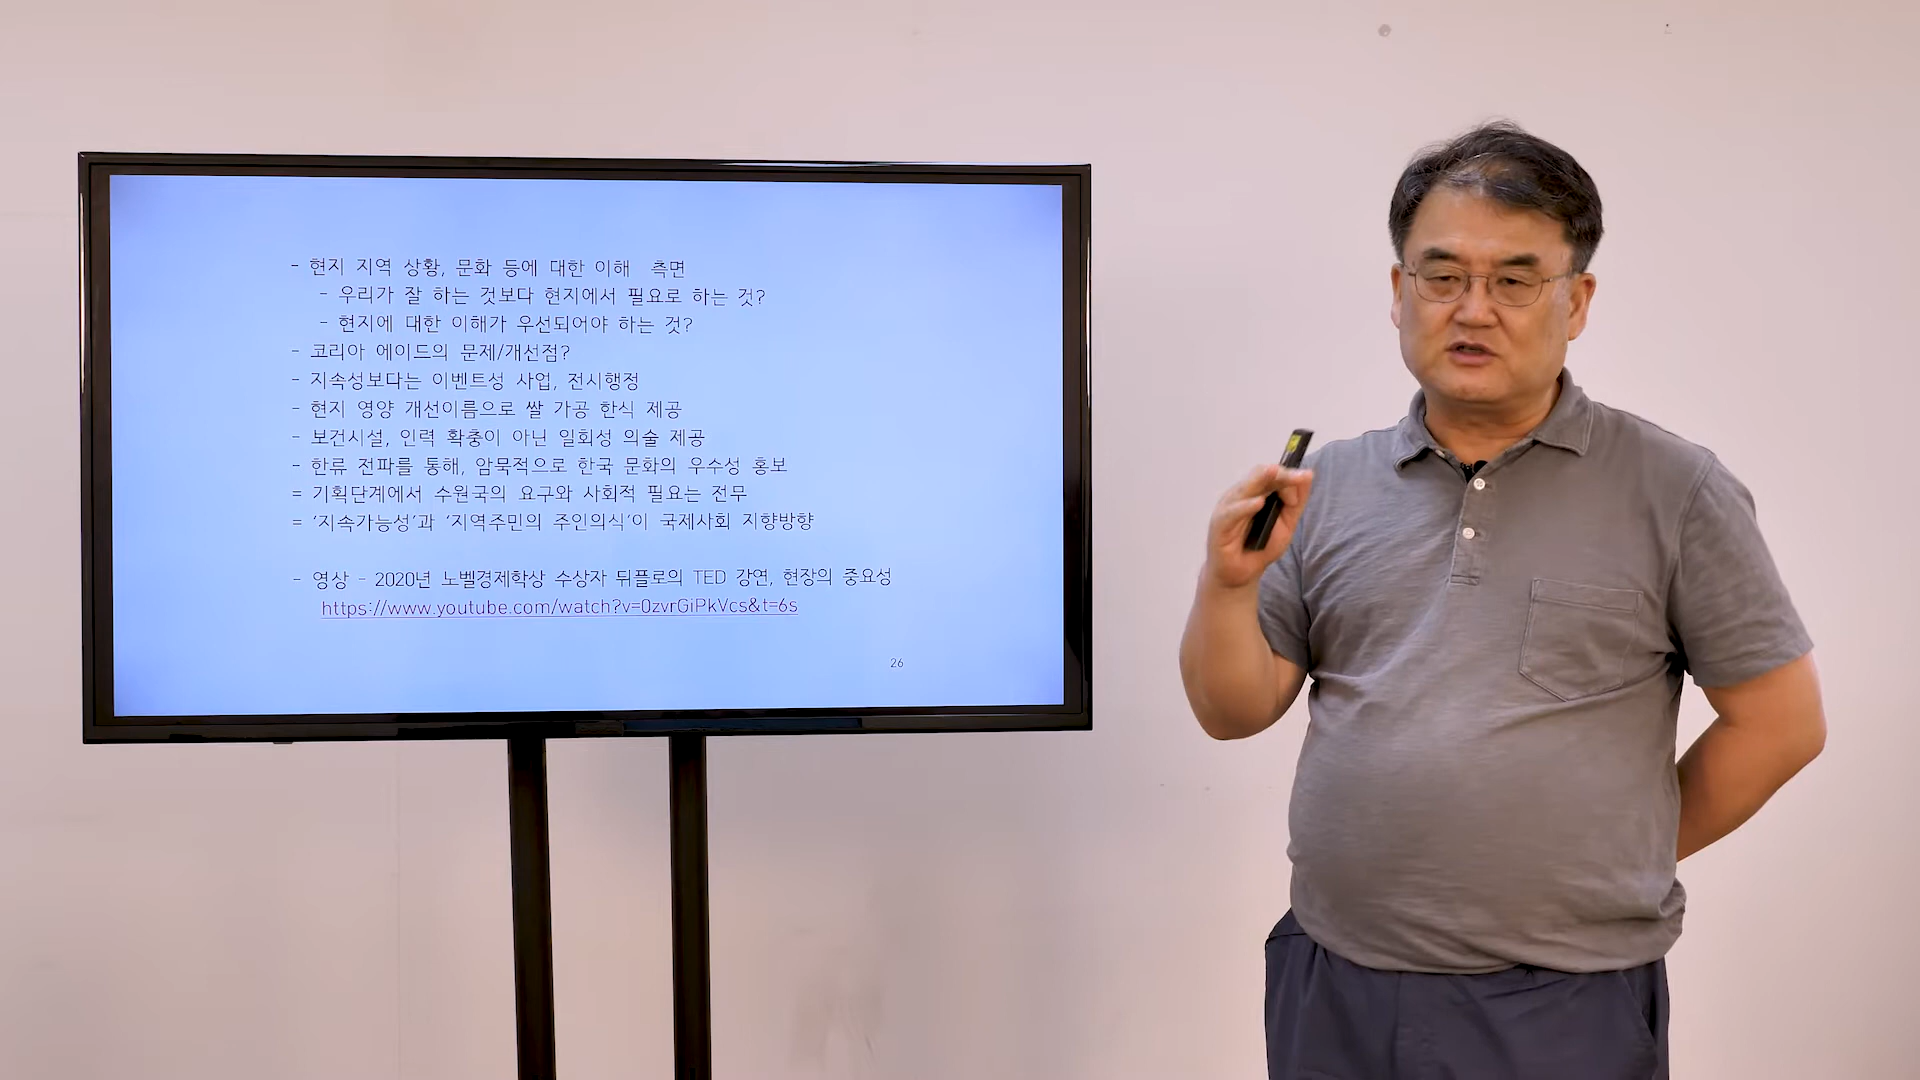 - 현지 지역 상황, 문화 등에 대한 이해 측면
- 우리가 잘 하는 것보다 현지에서 필요로 하는 것?
- 현지에 대한 이해가 우선되어야 하는 것?
- 코리아 에이드의 문제/개선점?
- 지속성보다는 이벤트성 사업, 전시행정
- 현지 영양 개선이름으로 쌀 가공 한식 제공
- 보건시설, 인력 확충이 아닌 일회성 의술 제공
- 한류 전파를 통해, 암묵적으로 한국 문화의 우수성 홍보
= 기획단계에서 수원국의 요구와 사회적 필요는 전무
= ‘지속가능성’과 ‘지역주민의 주인의식’이 국제사회 지향방향
- 영상 - 2020년 노벨경제학상 수상자 뒤플로의 TED 강연, 현장의 중요성
https://www.youtube.com/watch?v=0zvrGiPkVcs&t=6s
26